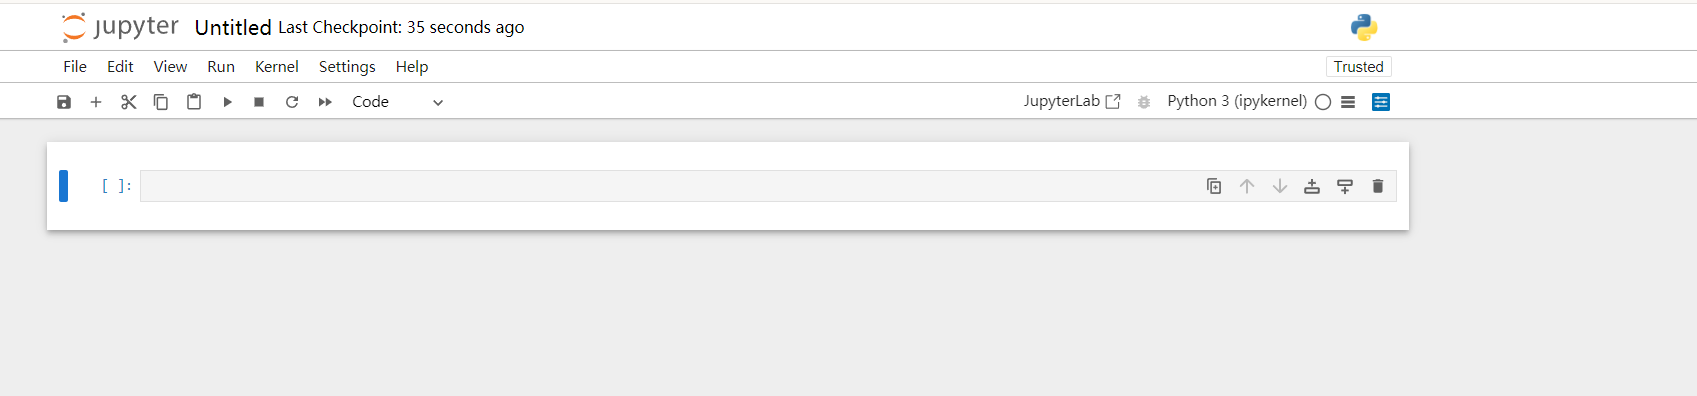 jupyter Untitled Last Checkpoint: 35 seconds ago
File Edit View Run Kernel Settings Help Trusted
Code JupyterLab Python 3 (ipykernel)
[ ]: